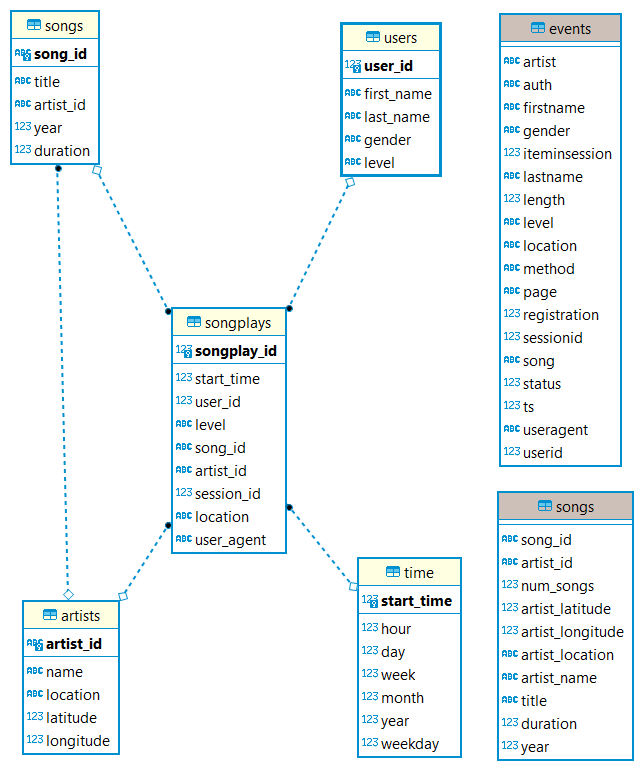 songs
ABC song_id
ABC title
ABC artist_id
123 year
123 duration
users
123 user_id
ABC first_name
ABC last_name
ABC gender
ABC level
events
ABC artist
ABC auth
ABC firstname
ABC gender
123 iteminsession
ABC lastname
123 length
ABC level
ABC location
ABC method
ABC page
123 registration
123 sessionid
ABC song
123 status
123 ts
ABC useragent
123 userid
songplays
123 songplay_id
123 start_time
123 user_id
ABC level
ABC song_id
ABC artist_id
123 session_id
ABC location
ABC user_agent
artists
ABC artist_id
ABC name
ABC location
123 latitude
123 longitude
time
123 start_time
123 hour
123 day
123 week
123 month
123 year
123 weekday
songs
ABC song_id
ABC artist_id
123 num_songs
123 artist_latitude
123 artist_longitude
ABC artist_location
ABC artist_name
ABC title
123 duration
123 year